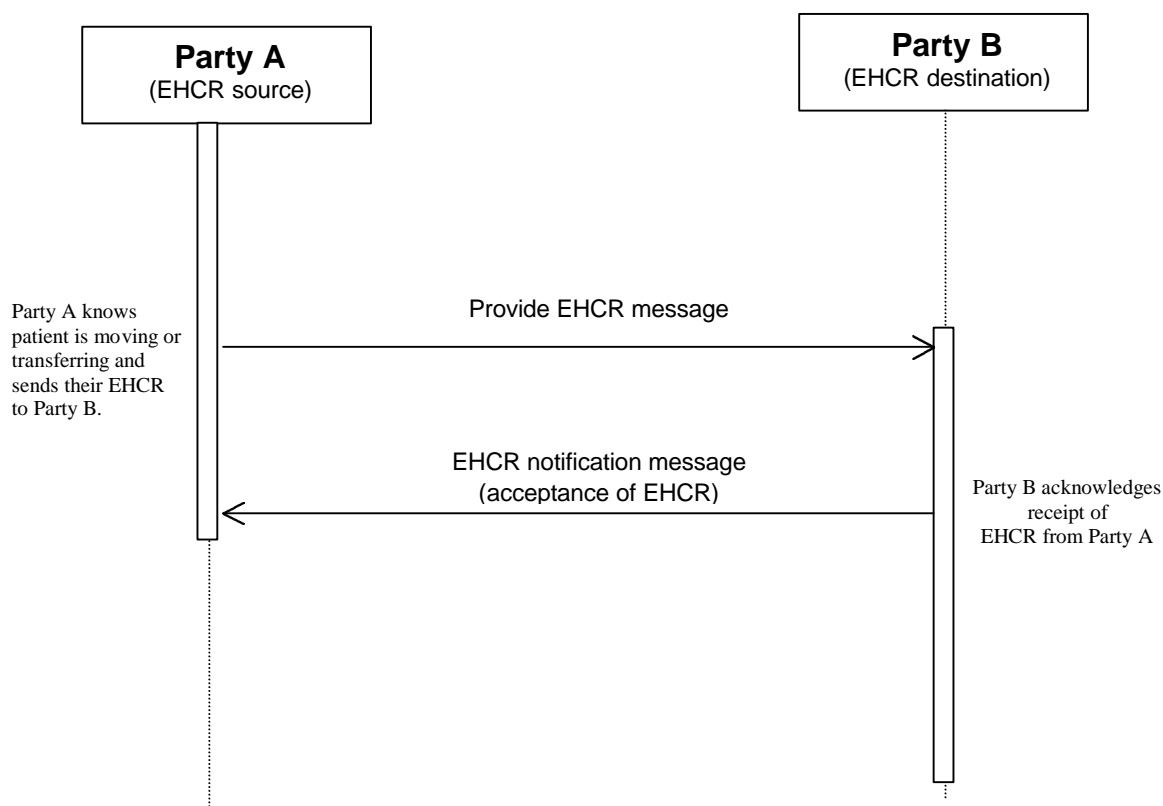 Party A
(EHCR source)
Party B
(EHCR destination)
Party A knows
patient is moving or
transferring and
sends their EHCR
to Party B.
Provide EHCR message
EHCR notification message
(acceptance of EHCR)
Party B acknowledges
receipt of
EHCR from Party A